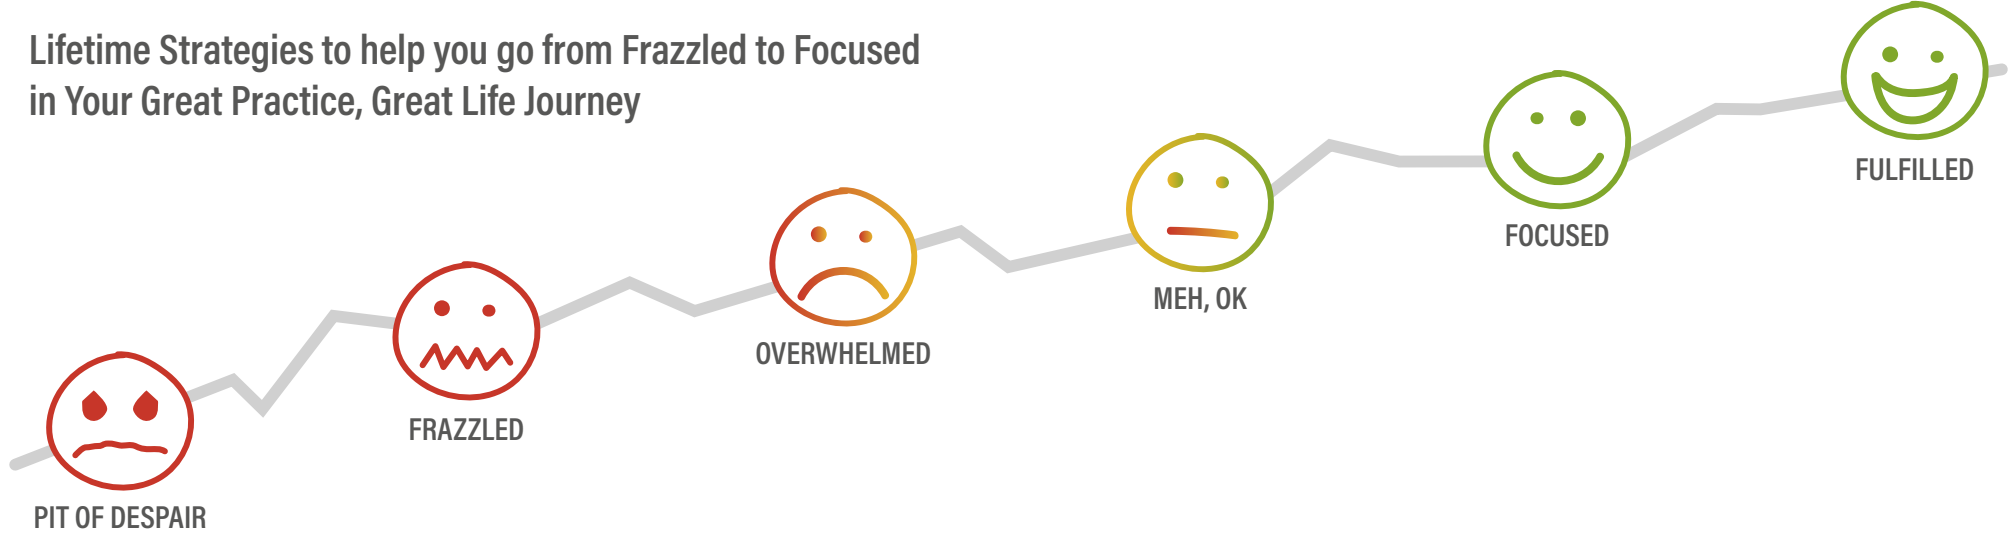 Lifetime Strategies to help you go from Frazzled to Focused
in Your Great Practice, Great Life Journey
PIT OF DESPAIR
FRAZZLED
OVERWHELMED
MEH, OK
FOCUSED
FULFILLED